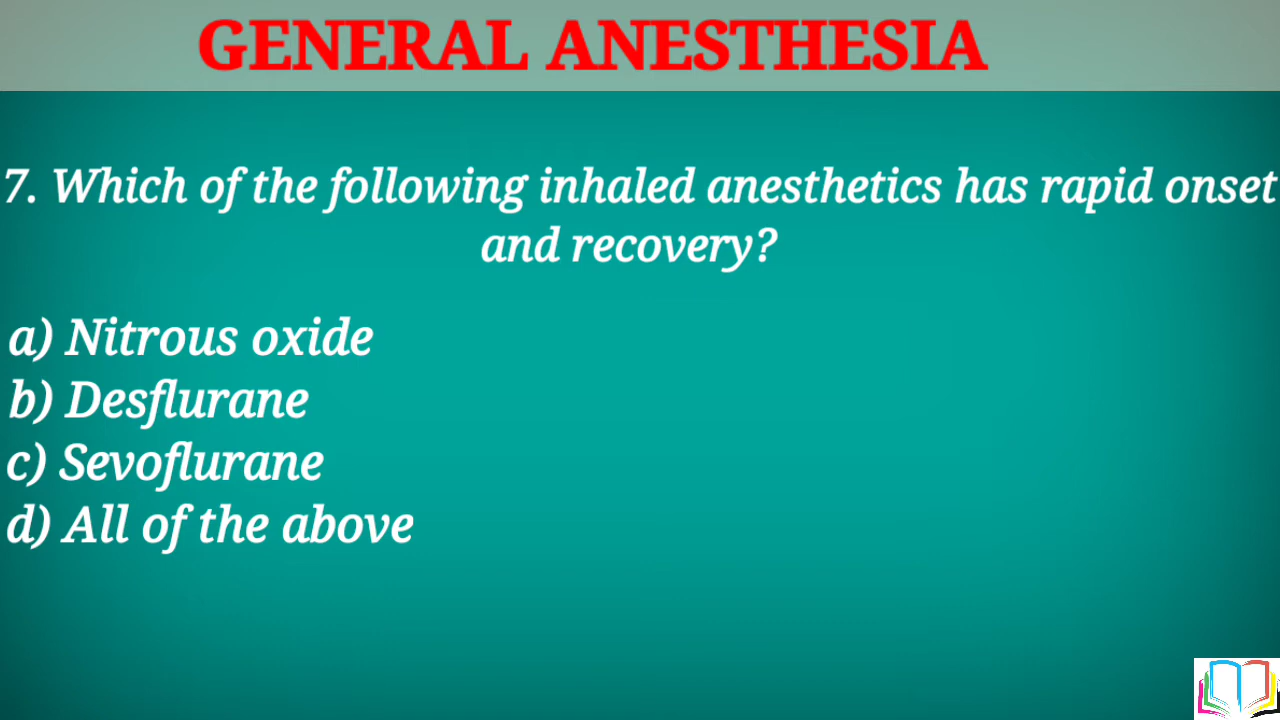 GENERAL ANESTHESIA
7. Which of the following inhaled anesthetics has rapid onset
and recovery?
a) Nitrous oxide
b) Desflurane
c) Sevoflurane
d) All of the above